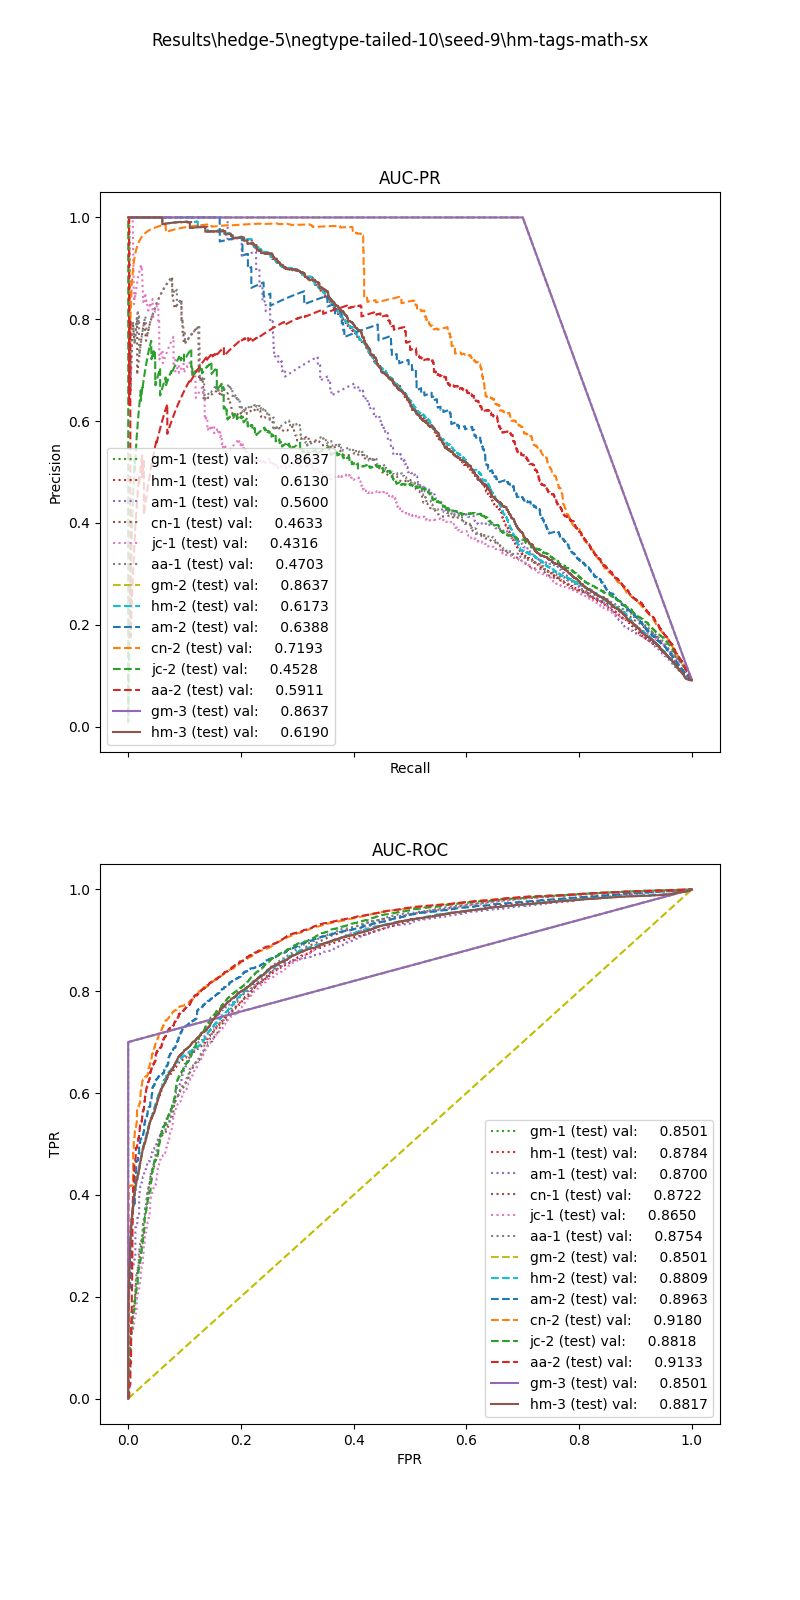 Results\hedge-5\negtype-tailed-10\seed-9\hm-tags-math-sx
AUC-PR
1.0
0.8
0.6
0.4
0.2
0.0
Precision
gm-1 (test) val: 0.8637
hm-1 (test) val: 0.6130
am-1 (test) val: 0.5600
cn-1 (test) val: 0.4633
jc-1 (test) val: 0.4316
aa-1 (test) val: 0.4703
gm-2 (test) val: 0.8637
hm-2 (test) val: 0.6173
am-2 (test) val: 0.6388
cn-2 (test) val: 0.7193
jc-2 (test) val: 0.4528
aa-2 (test) val: 0.5911
gm-3 (test) val: 0.8637
hm-3 (test) val: 0.6190
Recall
AUC-ROC
1.0
0.8
0.6
0.4
0.2
0.0
TPR
gm-1 (test) val: 0.8501
hm-1 (test) val: 0.8784
am-1 (test) val: 0.8700
cn-1 (test) val: 0.8722
jc-1 (test) val: 0.8650
aa-1 (test) val: 0.8754
gm-2 (test) val: 0.8501
hm-2 (test) val: 0.8809
am-2 (test) val: 0.8963
cn-2 (test) val: 0.9180
jc-2 (test) val: 0.8818
aa-2 (test) val: 0.9133
gm-3 (test) val: 0.8501
hm-3 (test) val: 0.8817
0.0 0.2 0.4 0.6 0.8 1.0
FPR